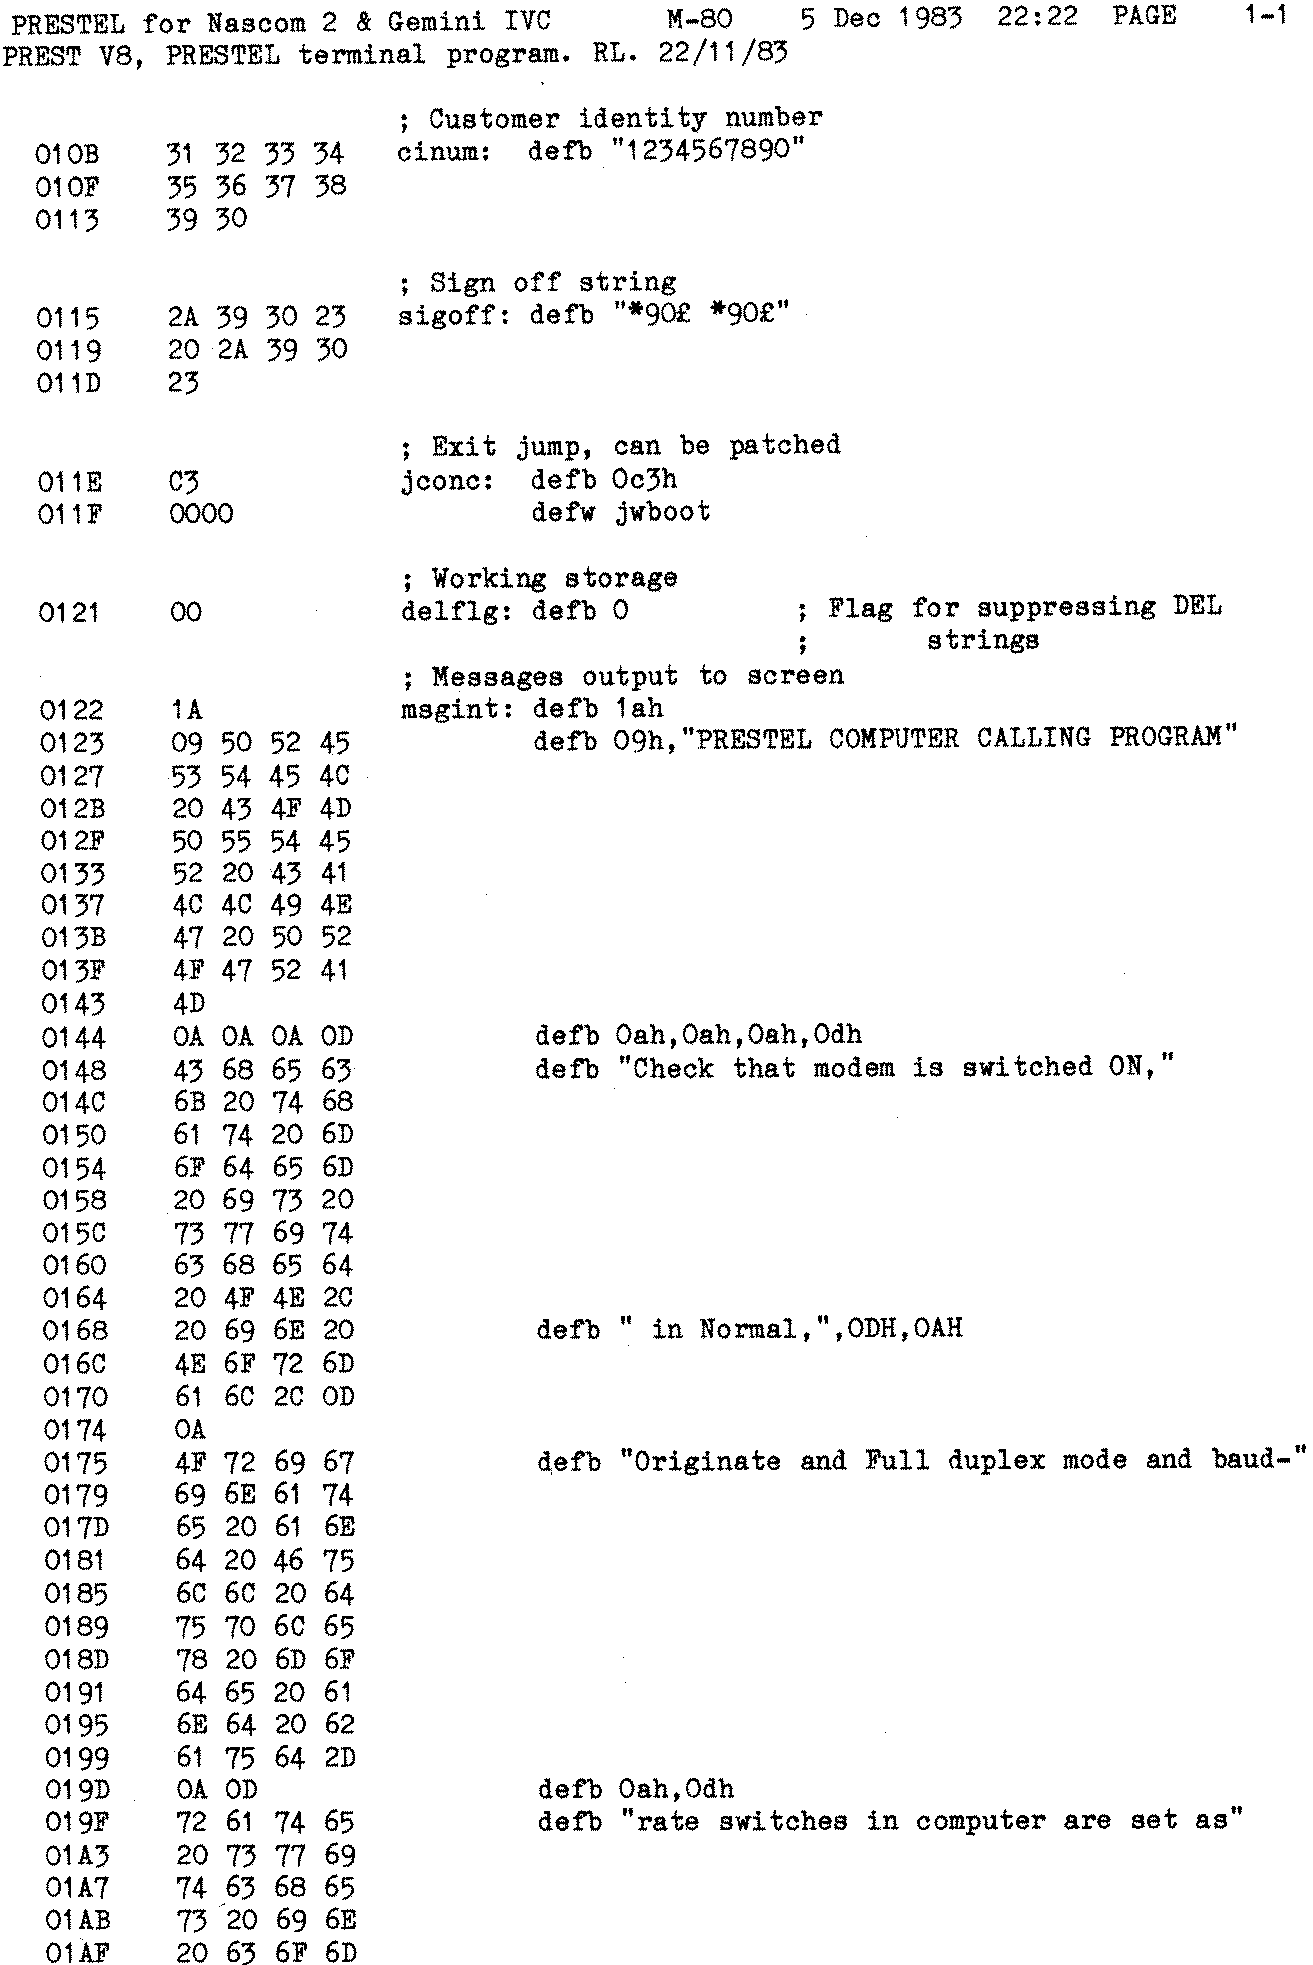 PRESTEL for Nascom 2 & Gemini IVC M-80 5 Dec 1983 22:22 PAGE 1-1
PREST V8, PRESTEL terminal program. RL. 22/11/83
; Customer identity number
010B 31 32 33 34 cinum: defb "1234567890"
010F 35 36 37 38
0113 39 30
; Sign off string
0115 2A 39 30 23 sigoff: defb "*90£ *90£"
0119 20 2A 39 30
011D 23
; Exit jump, can be patched
011E C3 jconc: defb 0c3h
011F 0000 defw jwboot
; Working storage
0121 00 delflg: defb 0 ; Flag for suppressing DEL
; strings
; Messages output to screen
0122 1A msgint: defb 1ah
0123 09 50 52 45 defb 09h,"PRESTEL COMPUTER CALLING PROGRAM"
0127 53 54 45 4C
012B 20 43 4F 4D
012F 50 55 54 45
0133 52 20 43 41
0137 4C 4C 49 4E
013B 47 20 50 52
013F 4F 47 52 41
0143 4D
0144 0A 0A 0A 0D defb 0ah,0ah,0ah,0dh
0148 43 68 65 63 defb "Check that modem is switched ON,"
014C 6B 20 74 68
0150 61 74 20 6D
0154 6F 64 65 6D
0158 20 69 73 20
015C 73 77 69 74
0160 63 68 65 64
0164 20 4F 4E 2C
0168 20 69 6E 20 defb " in Normal,",0DH,0AH
016C 4E 6F 72 6D
0170 61 6C 2C 0D
0174 0A
0175 4F 72 69 67 defb "Originate and Full duplex mode and baud-"
0179 69 6E 61 74
017D 65 20 61 6E
0181 64 20 46 75
0185 6C 6C 20 64
0189 75 70 6C 65
018D 78 20 6D 6F
0191 64 65 20 61
0195 6E 64 20 62
0199 61 75 64 2D
019D 0A 0D defb 0ah,0dh
019F 72 61 74 65 defb "rate switches in computer are set as"
01A3 20 73 77 69
01A7 74 63 68 65
01AB 73 20 69 6E
01AF 20 63 6F 6D